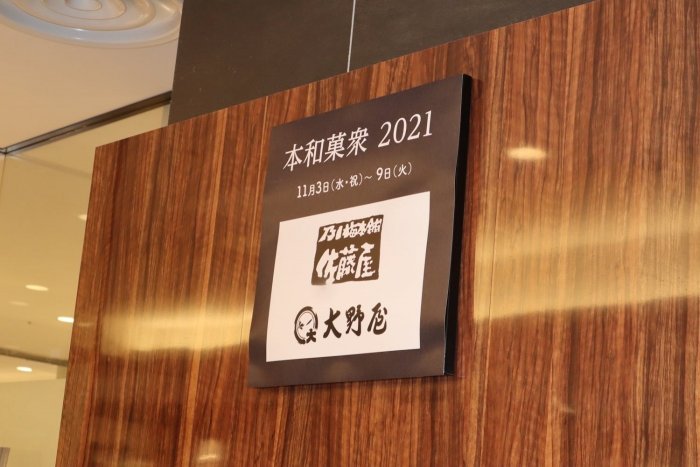 本和菓衆 2021
11月3日(水・祝)～9日(火)
乃し梅本舗
佐藤屋
大 大野屋